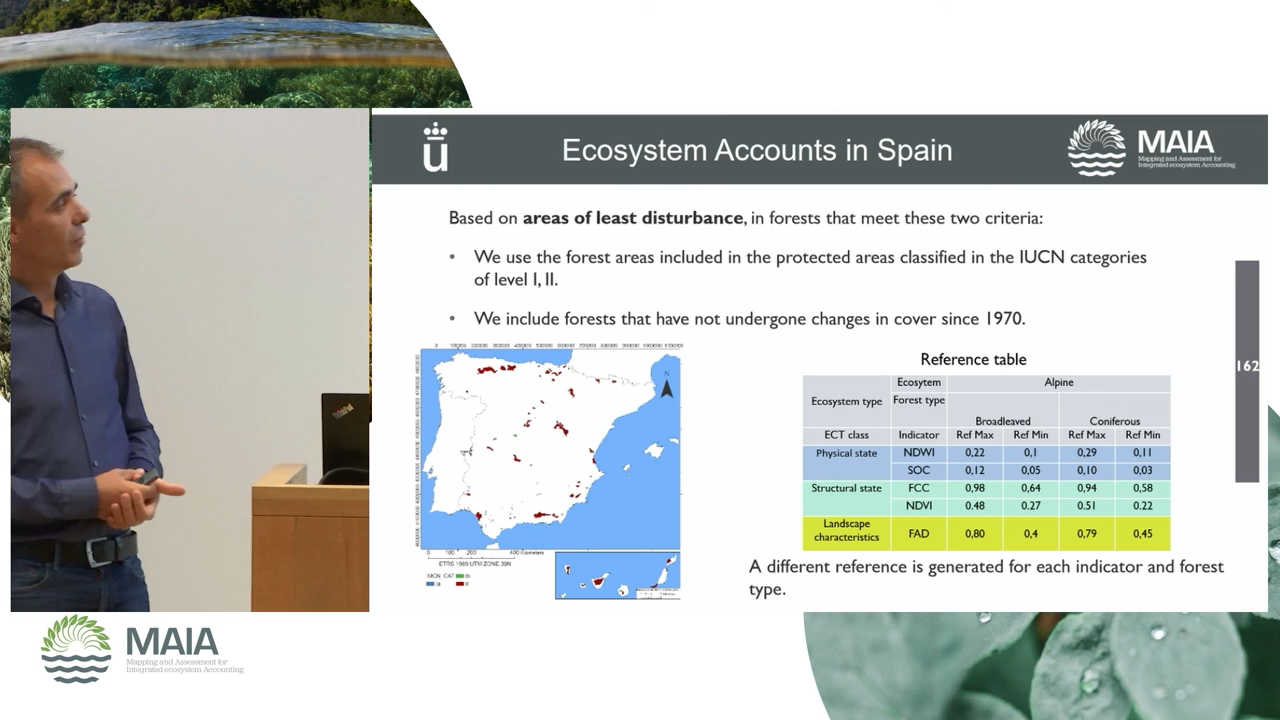 Ecosystem Accounts in Spain
ü
MAIA
Mapping and Assessment for
Integrated ecosystem Accounting
Based on areas of least disturbance, in forests that meet these two criteria:
• We use the forest areas included in the protected areas classified in the IUCN categories
of level I, II.
• We include forests that have not undergone changes in cover since 1970.
162
N
ETRS 1989 UTM ZONE 30N
IUCN CAT
Reference table
Ecosystem type Ecosytem Alpine
Forest type Broadleaved Coniferous
ECT class Indicator Ref Max Ref Min Ref Max Ref Min
Physical state NDWI 0,22 0,1 0,29 0,11
SOC 0,12 0,05 0,10 0,03
Structural state FCC 0,98 0,64 0,94 0,58
NDVI 0.48 0.27 0.51 0.22
Landscape
characteristics FAD 0,80 0,4 0,79 0,45
A different reference is generated for each indicator and forest
type.
ThinkPad
MAIA
Mapping and Assessment for
Integrated ecosystem Accounting